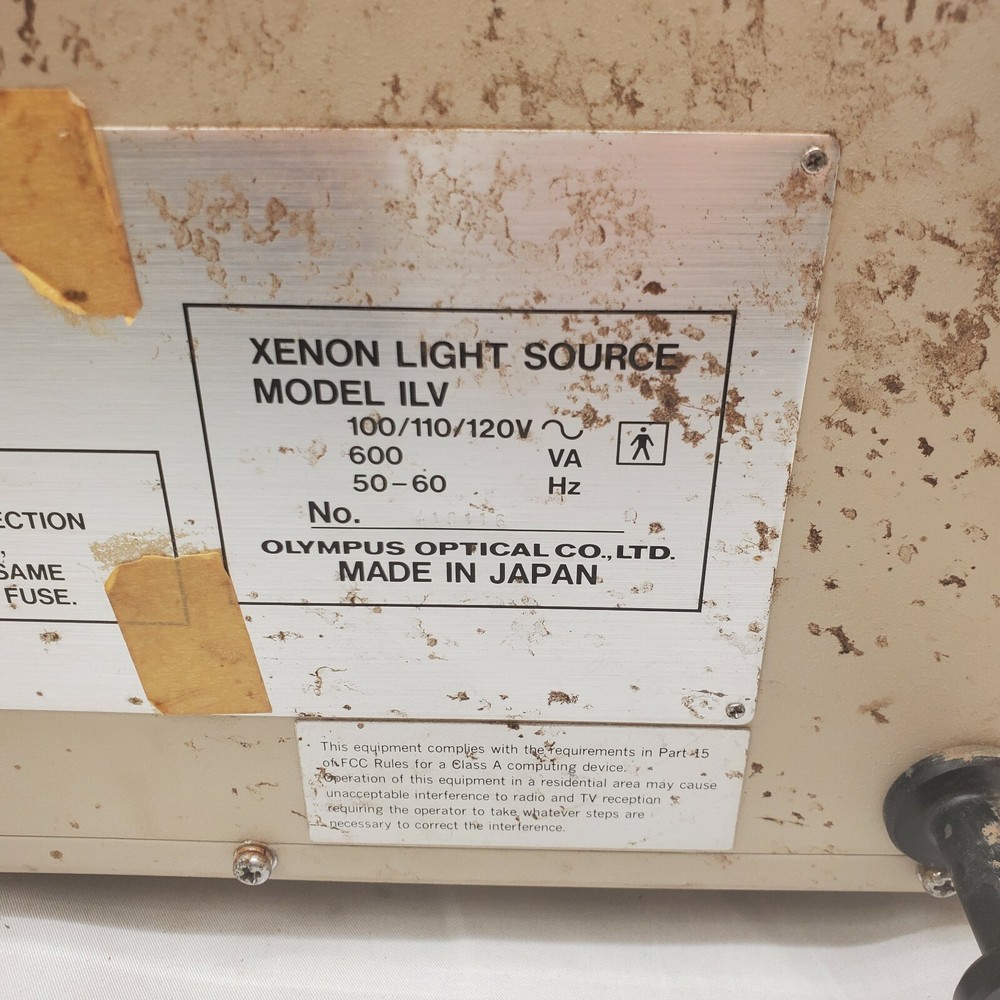 XENON LIGHT SOURCE
MODEL ILV
100/110/120V
600 VA
50-60 Hz
No.
OLYMPUS OPTICAL CO., LTD.
MADE IN JAPAN
ECTION
,
SAME
FUSE.
This equipment complies with the requirements in Part 15
of FCC Rules for a Class A computing device.
Operation of this equipment in a residential area may cause
unacceptable interference to radio and TV reception
requiring the operator to take whatever steps are
necessary to correct the interference.